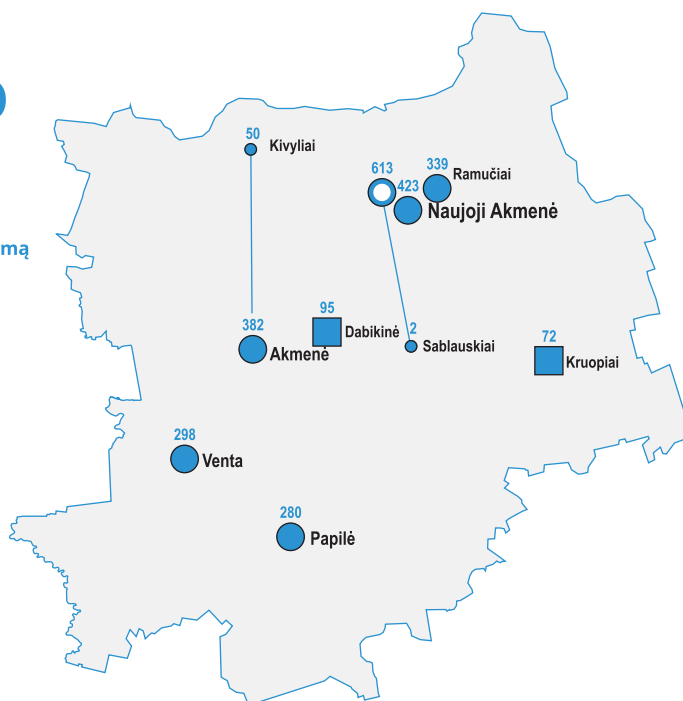 50
Kivyliai
613
339
Ramučiai
423
Naujoji Akmenė
mą
95
Dabikinė
382
Akmenė
2
Sablauskiai
72
Kruopiai
298
Venta
280
Papilė